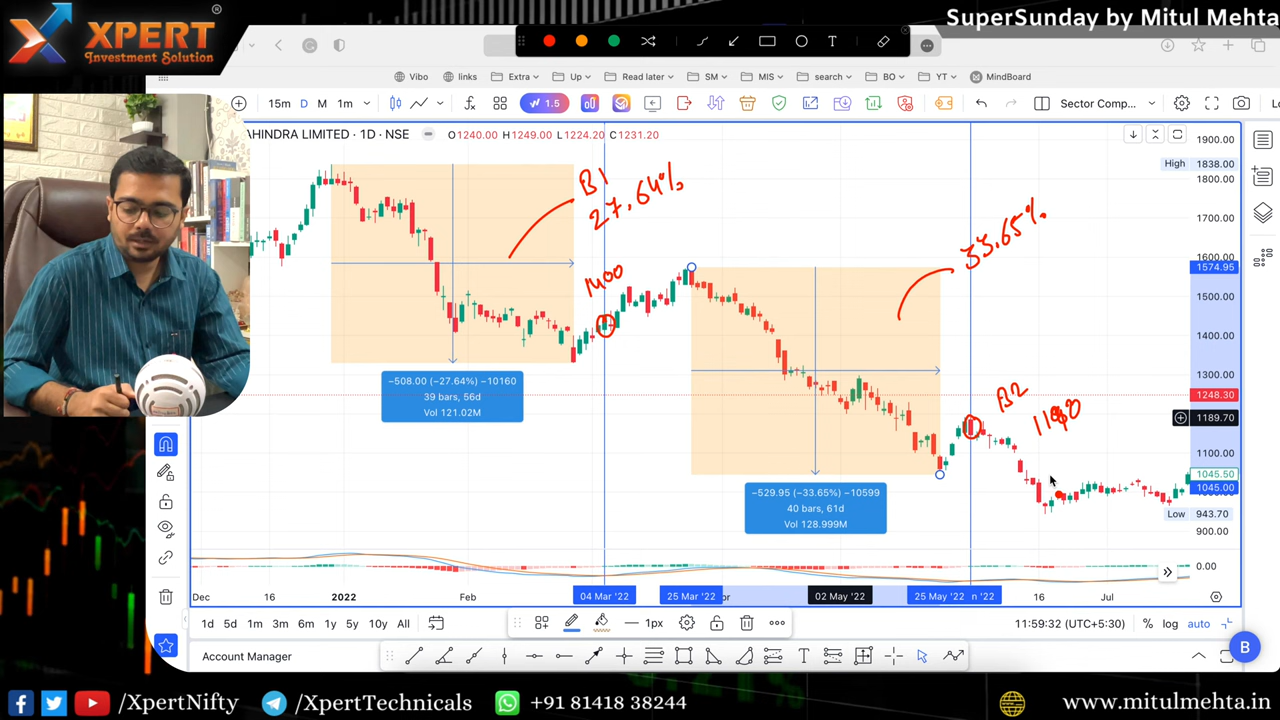 XPERT
Investment Solution
®
SuperSunday by Mitul Mehta
T
Vibo
links
Extra
Up
Read later
SM
MIS
search
BO
YT
MindBoard
15m D M 1m
1.5
Sector Comp...
AHINDRA LIMITED · 1D · NSE
O1240.00 H1249.00 L1224.20 C1231.20
1900.00
High 1838.00
1800.00
1700.00
1600.00
1574.95
1500.00
1400.00
1300.00
1248.30
1189.70
1100.00
1045.50
1045.00
Low 943.70
900.00
0.00
B1
27.64%
1400
33.65%
B2
−508.00 (−27.64%) −10160
39 bars, 56d
Vol 121.02M
−529.95 (−33.65%) −10599
40 bars, 61d
Vol 128.999M
Dec
16
2022
Feb
04 Mar '22
25 Mar '22
02 May '22
25 May '22
n '22
16
Jul
1d 5d 1m 3m 6m 1y 5y 10y All
1px
11:59:32 (UTC+5:30)
% log auto
Account Manager
T
B
/XpertNifty
/XpertTechnicals
+91 81418 38244
www.mitulmehta.in